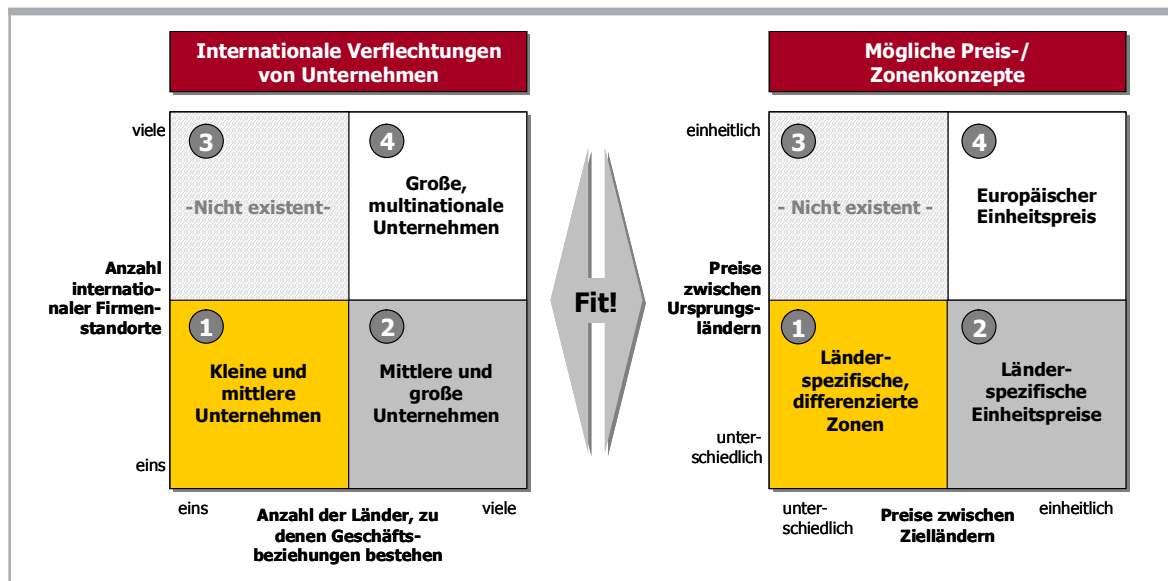 Internationale Verflechtungen
von Unternehmen
viele
3
-Nicht existent-
4
Große,
multinationale
Unternehmen
Anzahl
internatio-
naler Firmen-
standorte
1
Kleine und
mittlere
Unternehmen
2
Mittlere und
große
Unternehmen
eins
eins
Anzahl der Länder, zu
denen Geschäfts-
beziehungen bestehen
viele
Fit!
Mögliche Preis-/
Zonenkonzepte
einheitlich
3
- Nicht existent -
4
Europäischer
Einheitspreis
Preise
zwischen
Ursprungs-
ländern
1
Länder-
spezifische,
differenzierte
Zonen
2
Länder-
spezifische
Einheitspreise
unter-
schiedlich
unter-
schiedlich
Preise zwischen
Zielländern
einheitlich